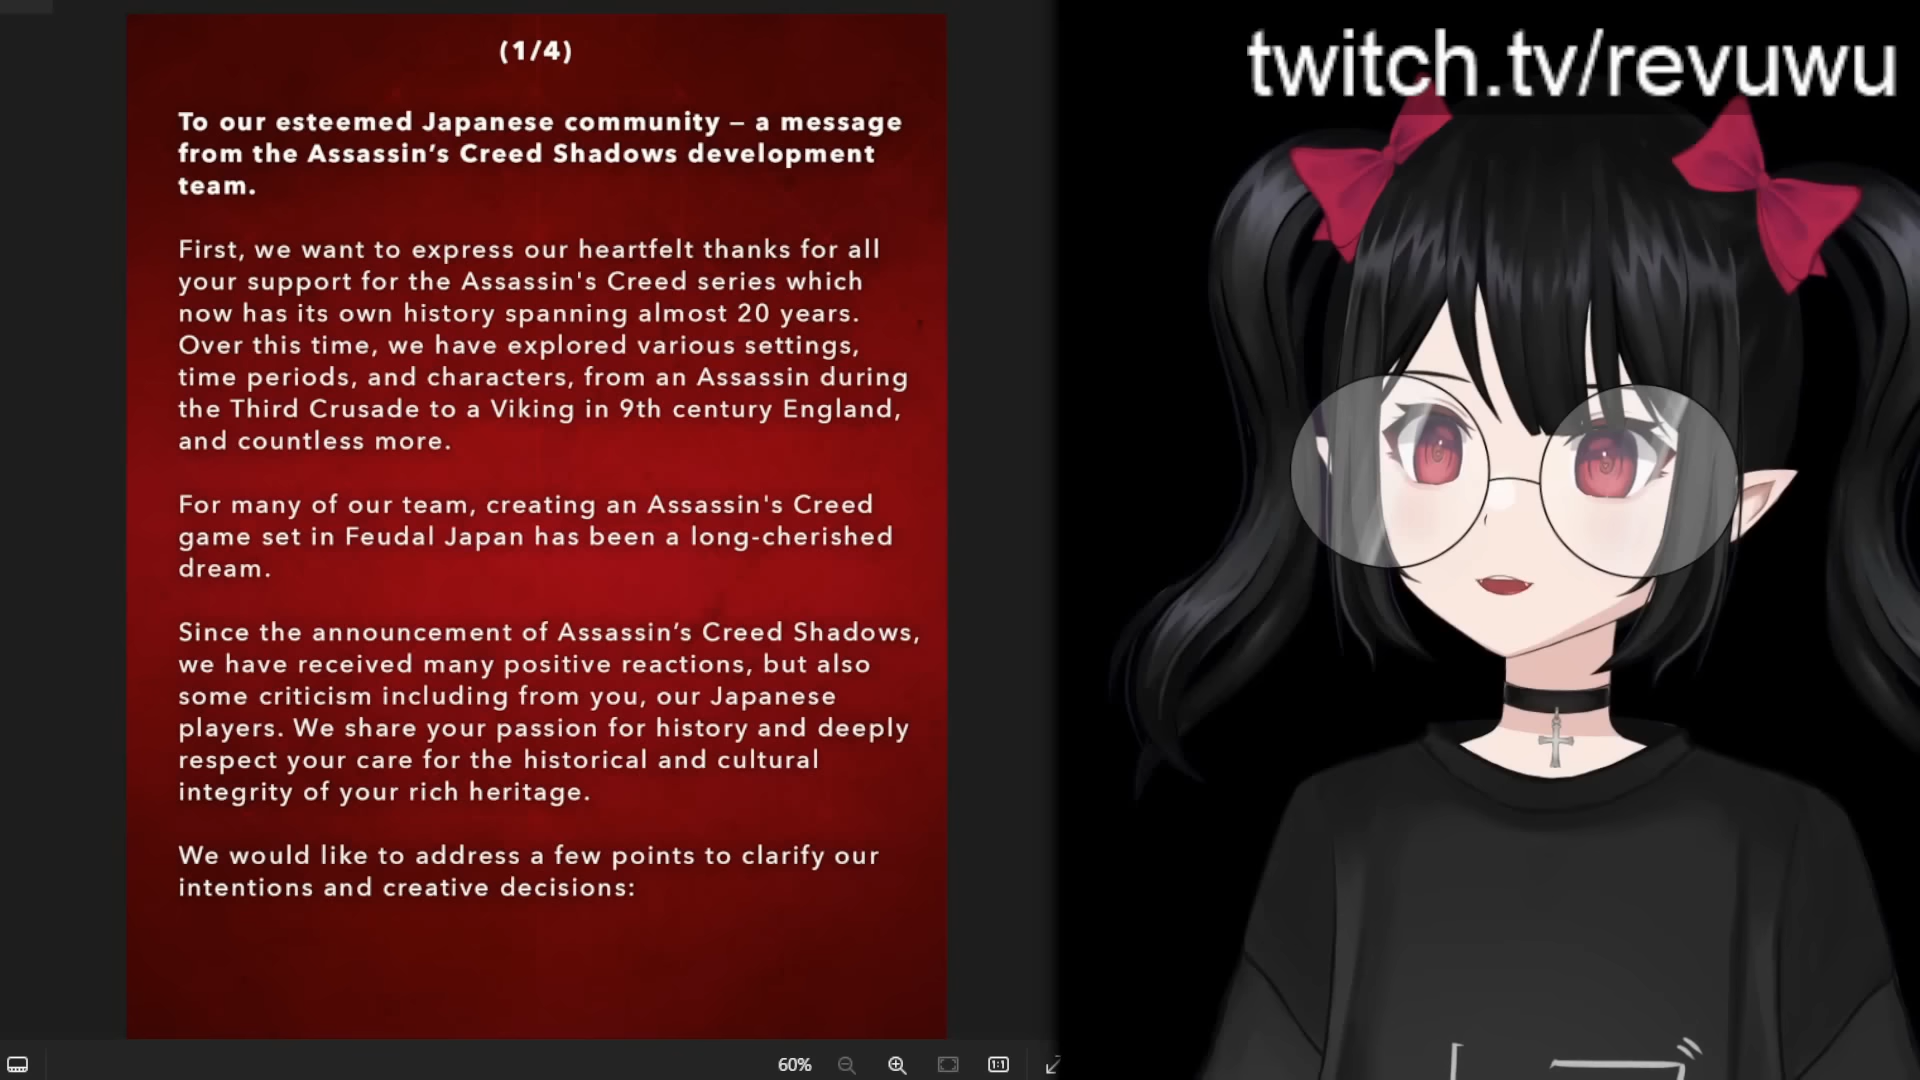 (1/4)
To our esteemed Japanese community – a message
from the Assassin’s Creed Shadows development
team.
First, we want to express our heartfelt thanks for all
your support for the Assassin's Creed series which
now has its own history spanning almost 20 years.
Over this time, we have explored various settings,
time periods, and characters, from an Assassin during
the Third Crusade to a Viking in 9th century England,
and countless more.
For many of our team, creating an Assassin's Creed
game set in Feudal Japan has been a long-cherished
dream.
Since the announcement of Assassin’s Creed Shadows,
we have received many positive reactions, but also
some criticism including from you, our Japanese
players. We share your passion for history and deeply
respect your care for the historical and cultural
integrity of your rich heritage.
We would like to address a few points to clarify our
intentions and creative decisions:
60%
1:1
twitch.tv/revuwu